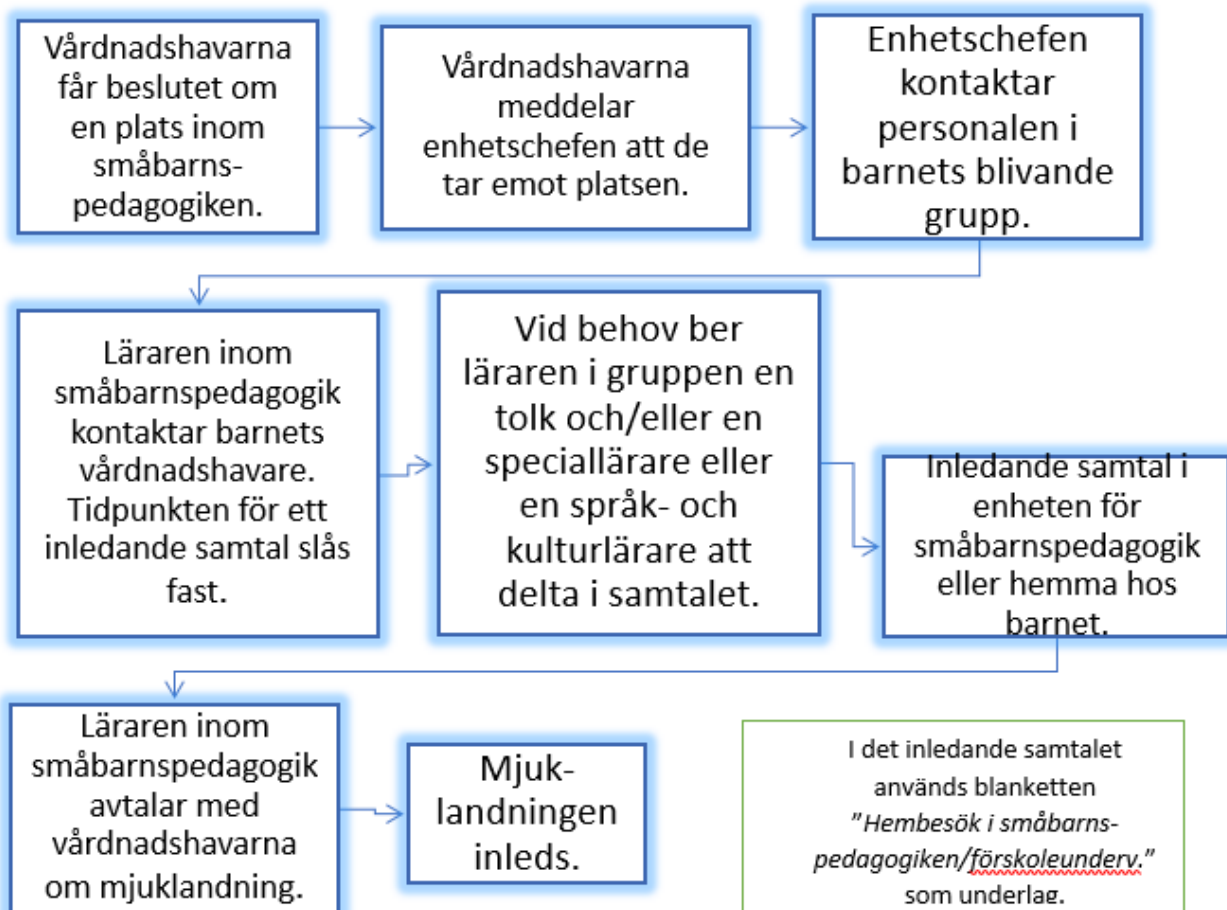 Vårdnadshavarna
får beslutet om
en plats inom
småbarns-
pedagogiken.
Vårdnadshavarna
meddelar
enhetschefen att de
tar emot platsen.
Enhetschefen
kontaktar
personalen i
barnets blivande
grupp.
Läraren inom
småbarnspedagogik
kontaktar barnets
vårdnadshavare.
Tidpunkten för ett
inledande samtal slås
fast.
Vid behov ber
läraren i gruppen en
tolk och/eller en
speciallärare eller
en språk- och
kulturlärare att
delta i samtalet.
Inledande samtal i
enheten för
småbarnspedagogik
eller hemma hos
barnet.
Läraren inom
småbarnspedagogik
avtalar med
vårdnadshavarna
om mjuklandning.
Mjuk-
landningen
inleds.
I det inledande samtalet
används blanketten
"Hembesök i småbarns-
pedagogiken/förskoleunderv."
som underlag.